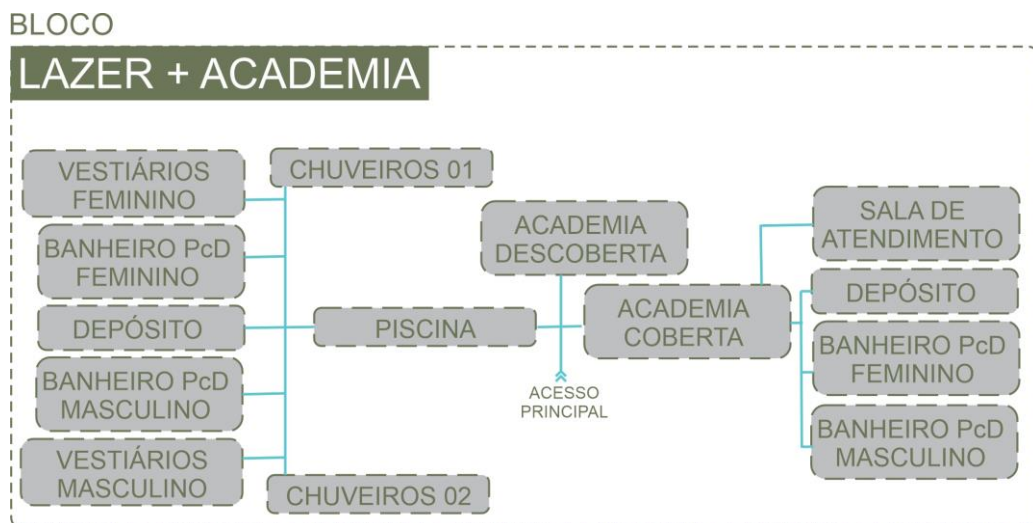 BLOCO
LAZER + ACADEMIA
VESTIÁRIOS
FEMININO
BANHEIRO PcD
FEMININO
DEPÓSITO
BANHEIRO PcD
MASCULINO
VESTIÁRIOS
MASCULINO
CHUVEIROS 01
PISCINA
CHUVEIROS 02
ACADEMIA
DESCOBERTA
ACADEMIA
COBERTA
ACESSO
PRINCIPAL
SALA DE
ATENDIMENTO
DEPÓSITO
BANHEIRO PcD
FEMININO
BANHEIRO PcD
MASCULINO